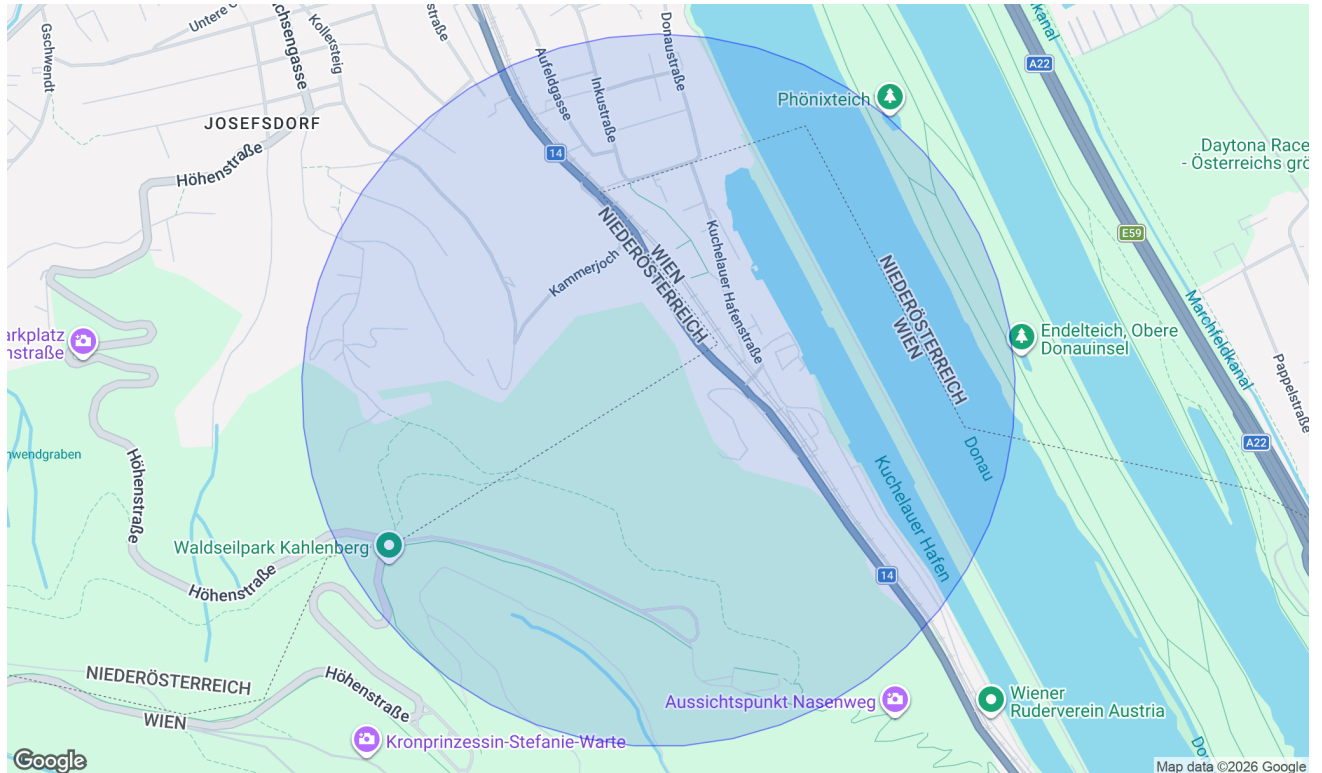 Gschwendt
Untere
Kollersteig
straße
Donaustraße
Aufeldgasse
Inkustraße
JOSEFSDORF
Höhenstraße
14
Phönixteich
A22
Daytona Race
- Österreichs grö
E59
Kuchelauer Hafenstraße
WIEN
NIEDERÖSTERREICH
Kammerjoch
NIEDERÖSTERREICH
WIEN
Marchfeldkanal
arkplatz
nstraße
Endelteich, Obere
Donauinsel
Pappelstraße
A22
nwendgraben
Höhenstraße
Donau
Kuchelauer Hafen
Waldseilpark Kahlenberg
Höhenstraße
14
NIEDERÖSTERREICH
WIEN
Höhenstraße
Aussichtspunkt Nasenweg
Wiener
Ruderverein Austria
Kronprinzessin-Stefanie-Warte
Google
Map data ©2026 Google